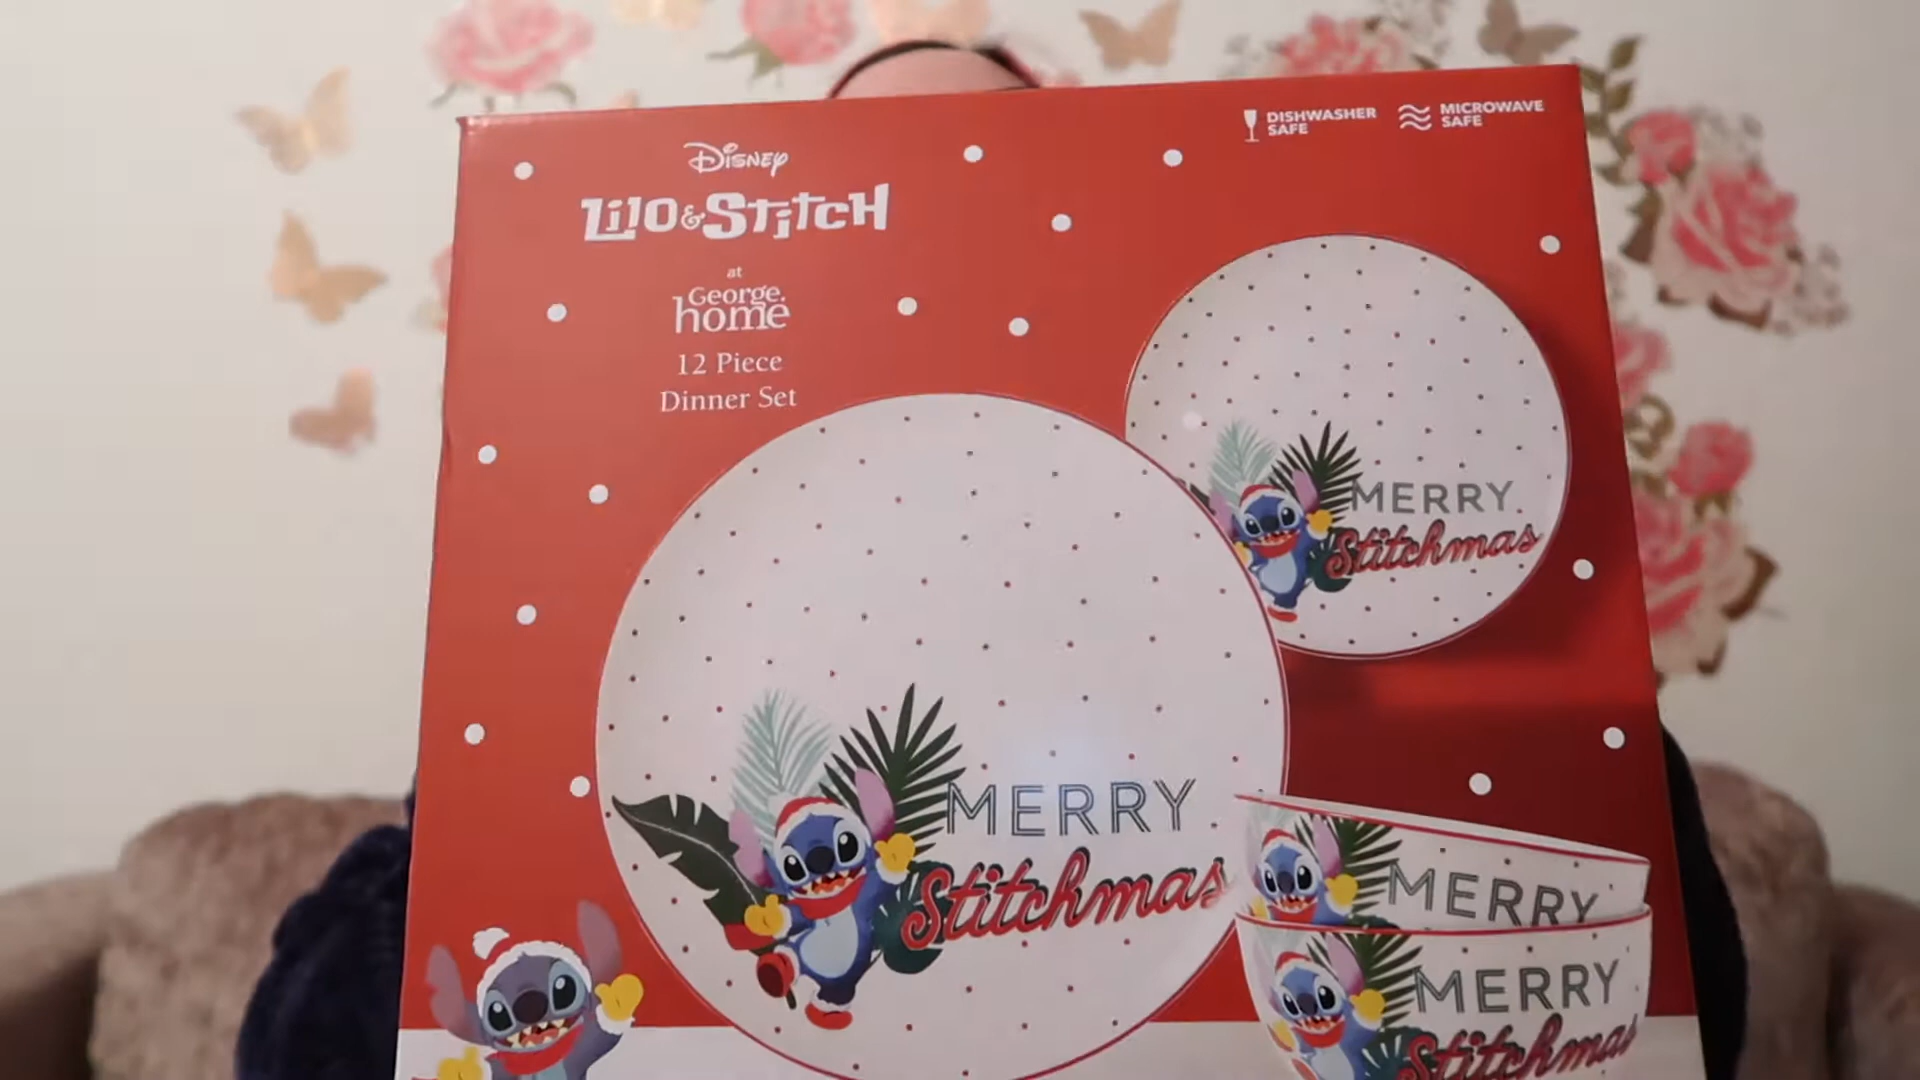 DISNEY
LILO & STITCH
at
George.
home
12 Piece
Dinner Set
DISHWASHER
SAFE
MICROWAVE
SAFE
MERRY
Stitchmas
MERRY
Stitchmas
MERRY
MERRY
Stitchmas